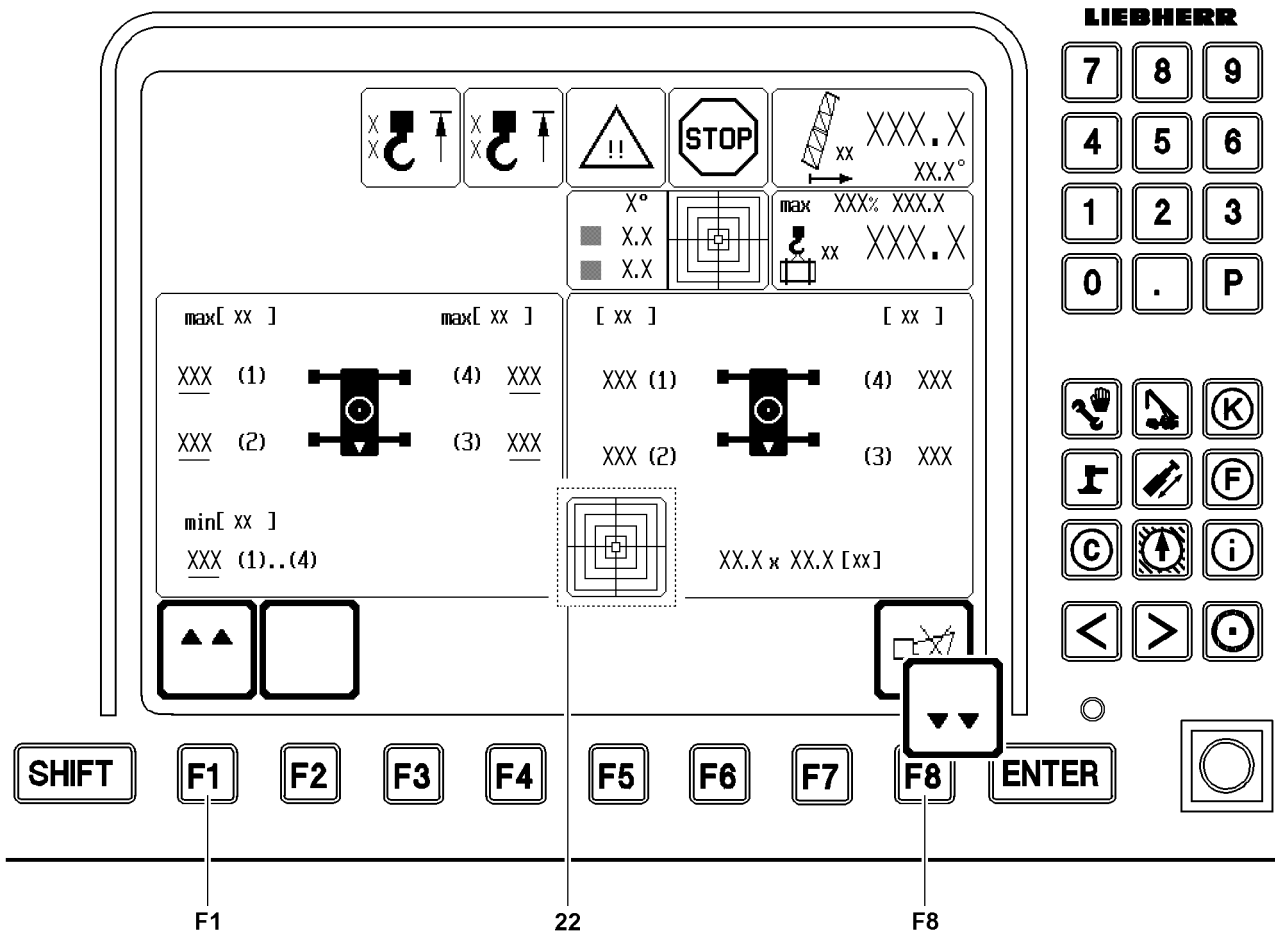 LIEBHERR
7 8 9
4 5 6
1 2 3
0 . P
X X
X X
!!
STOP
XX XXX.X
XX.X°
X°
X.X
X.X
max XXX% XXX.X
XX XXX.X
max[ XX ] max[ XX ]
XXX (1) (4) XXX
XXX (2) (3) XXX
min[ XX ]
XXX (1)..(4)
[ XX ] [ XX ]
XXX (1) (4) XXX
XXX (2) (3) XXX
XX.X x XX.X [XX]
K
F
C i
< >
SHIFT F1 F2 F3 F4 F5 F6 F7 F8 ENTER
F1 22 F8